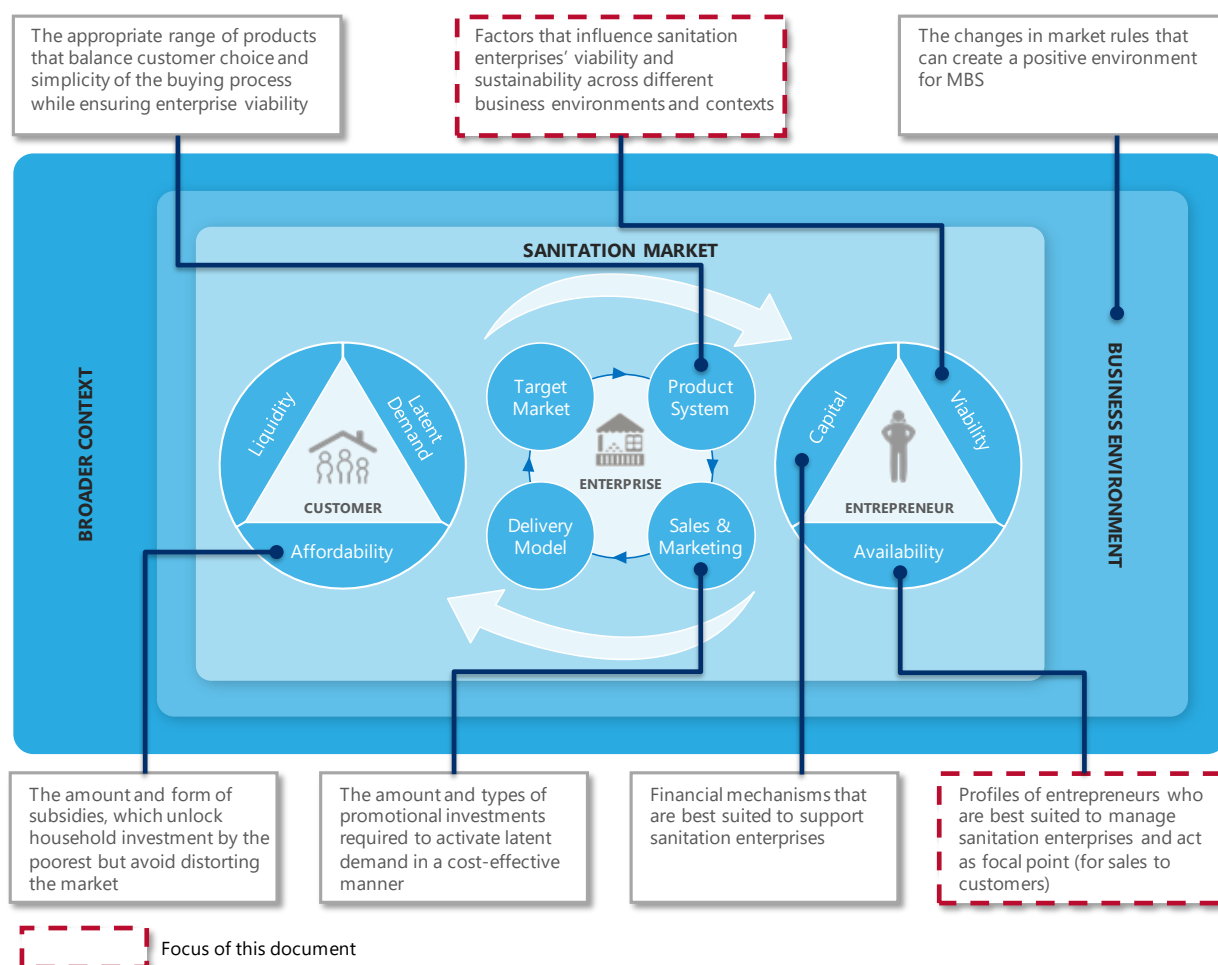 The appropriate range of products
that balance customer choice and
simplicity of the buying process
while ensuring enterprise viability
Factors that influence sanitation
enterprises’ viability and
sustainability across different
business environments and contexts
The changes in market rules that
can create a positive environment
for MBS
SANITATION MARKET
BROADER CONTEXT
BUSINESS ENVIRONMENT
Liquidity
Latent
Demand
CUSTOMER
Affordability
Target
Market
Product
System
ENTERPRISE
Delivery
Model
Sales &
Marketing
Capital
Viability
ENTREPRENEUR
Availability
The amount and form of
subsidies, which unlock
household investment by the
poorest but avoid distorting
the market
The amount and types of
promotional investments
required to activate latent
demand in a cost-effective
manner
Financial mechanisms that
are best suited to support
sanitation enterprises
Profiles of entrepreneurs who
are best suited to manage
sanitation enterprises and act
as focal point (for sales to
customers)
Focus of this document